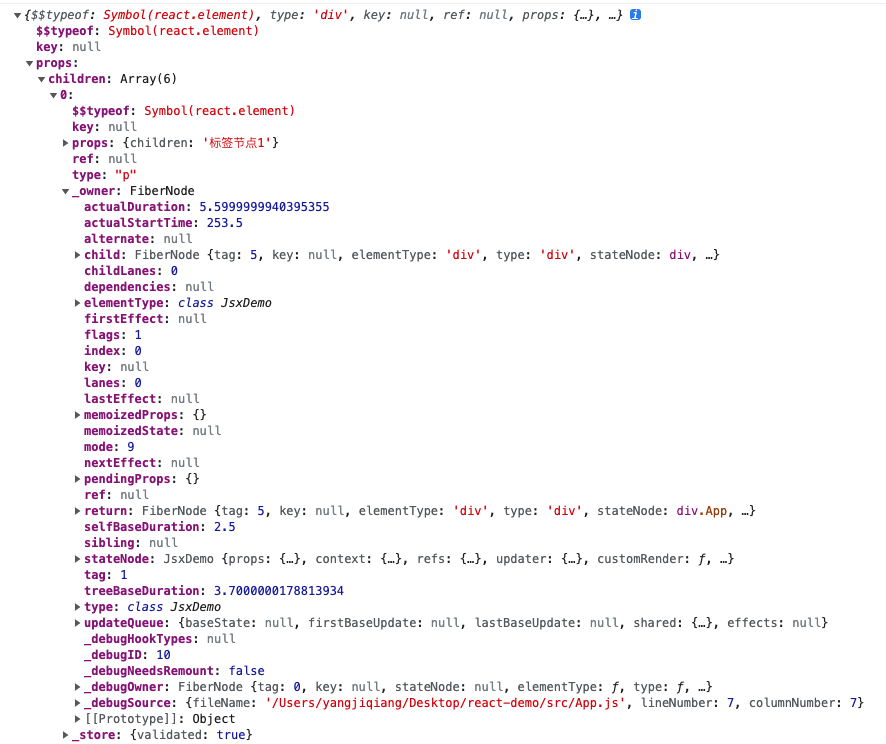 {$$typeof: Symbol(react.element), type: 'div', key: null, ref: null, props: {…}, …}
$$typeof: Symbol(react.element)
key: null
props:
children: Array(6)
0:
$$typeof: Symbol(react.element)
key: null
props: {children: '标签节点1'}
ref: null
type: "p"
_owner: FiberNode
actualDuration: 5.5999999940395355
actualStartTime: 253.5
alternate: null
child: FiberNode {tag: 5, key: null, elementType: 'div', type: 'div', stateNode: div, …}
childLanes: 0
dependencies: null
elementType: class JsxDemo
firstEffect: null
flags: 1
index: 0
key: null
lanes: 0
lastEffect: null
memoizedProps: {}
memoizedState: null
mode: 9
nextEffect: null
pendingProps: {}
ref: null
return: FiberNode {tag: 5, key: null, elementType: 'div', type: 'div', stateNode: div.App, …}
selfBaseDuration: 2.5
sibling: null
stateNode: JsxDemo {props: {…}, context: {…}, refs: {…}, updater: {…}, customRender: ƒ, …}
tag: 1
treeBaseDuration: 3.7000000178813934
type: class JsxDemo
updateQueue: {baseState: null, firstBaseUpdate: null, lastBaseUpdate: null, shared: {…}, effects: null}
_debugHookTypes: null
_debugID: 10
_debugNeedsRemount: false
_debugOwner: FiberNode {tag: 0, key: null, stateNode: null, elementType: ƒ, type: ƒ, …}
_debugSource: {fileName: '/Users/yangjiqiang/Desktop/react-demo/src/App.js', lineNumber: 7, columnNumber: 7}
[[Prototype]]: Object
_store: {validated: true}